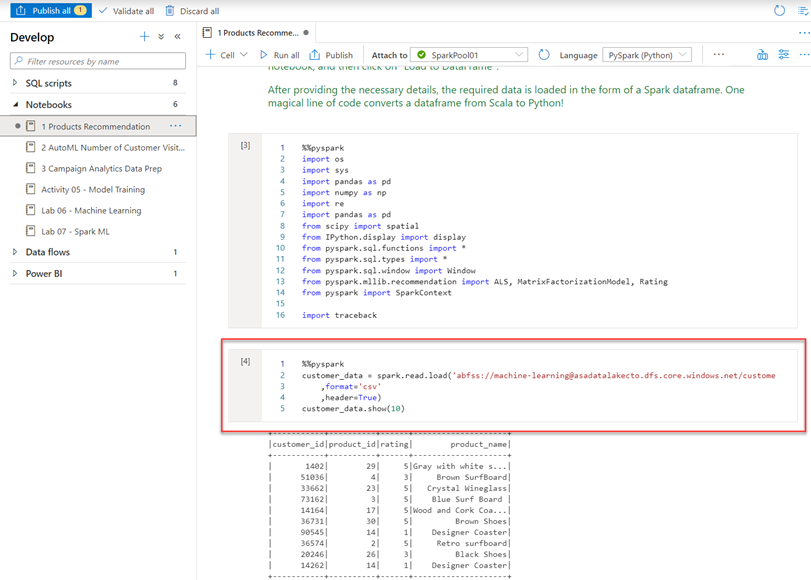 Publish all 1 Validate all Discard all
Develop
Filter resources by name
SQL scripts 8
Notebooks 6
1 Products Recommendation ...
2 AutoML Number of Customer Visit...
3 Campaign Analytics Data Prep
Activity 05 - Model Training
Lab 06 - Machine Learning
Lab 07 - Spark ML
Data flows 1
Power BI 1
1 Products Recomme...
Cell Run all Publish Attach to SparkPool01 Language PySpark (Python) ...
notebook, and then click on "Load to DataFrame".
After providing the necessary details, the required data is loaded in the form of a Spark dataframe. One
magical line of code converts a dataframe from Scala to Python!
[3]
1 %%pyspark
2 import os
3 import sys
4 import pandas as pd
5 import numpy as np
6 import re
7 import pandas as pd
8 from scipy import spatial
9 from IPython.display import display
10 from pyspark.sql.functions import *
11 from pyspark.sql.types import *
12 from pyspark.sql.window import Window
13 from pyspark.mllib.recommendation import ALS, MatrixFactorizationModel, Rating
14 from pyspark import SparkContext
15
16 import traceback
[4]
1 %%pyspark
2 customer_data = spark.read.load('abfss://machine-learning@asadatalakecto.dfs.core.windows.net/custome
3 ,format='csv'
4 ,header=True)
5 customer_data.show(10)
+-----------+----------+------+--------------------+
|customer_id|product_id|rating| product_name|
+-----------+----------+------+--------------------+
| 1402| 29| 5|Gray with white s...|
| 51036| 4| 3| Brown SurfBoard|
| 33662| 23| 5| Crystal Wineglass|
| 73162| 3| 5| Blue Surf Board |
| 14164| 17| 5|Wood and Cork Coa...|
| 36731| 30| 5| Brown Shoes|
| 90545| 14| 1| Designer Coaster|
| 36574| 2| 5| Retro surfboard|
| 20246| 26| 3| Black Shoes|
| 14262| 14| 1| Designer Coaster|
+-----------+----------+------+--------------------+